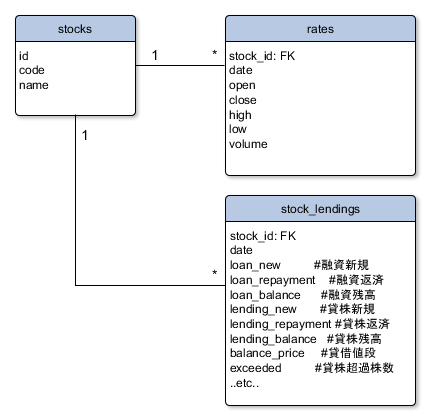 stocks
id
code
name
1
*
rates
stock_id: FK
date
open
close
high
low
volume
1
*
stock_lendings
stock_id: FK
date
loan_new #融資新規
loan_repayment #融資返済
loan_balance #融資残高
lending_new #貸株新規
lending_repayment #貸株返済
lending_balance #貸株残高
balance_price #貸借値段
exceeded #貸株超過株数
..etc..